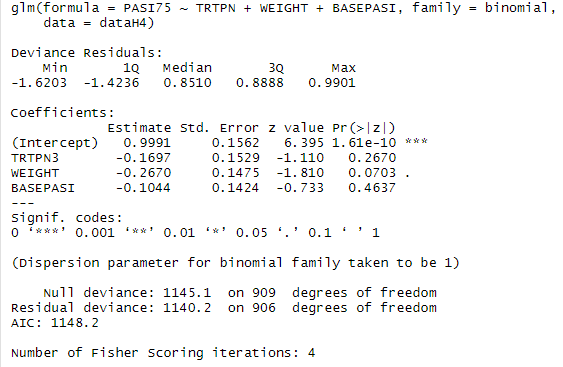 glm(formula = PASI75 ~ TRTPN + WEIGHT + BASEPASI, family = binomial,
    data = dataH4)
Deviance Residuals:
    Min       1Q   Median       3Q      Max
-1.6203  -1.4236   0.8510   0.8888   0.9901
Coefficients:
            Estimate Std. Error z value Pr(>|z|)
(Intercept)   0.9991     0.1562   6.395 1.61e-10 ***
TRTPN3       -0.1697     0.1529  -1.110   0.2670
WEIGHT       -0.2670     0.1475  -1.810   0.0703 .
BASEPASI     -0.1044     0.1424  -0.733   0.4637
---
Signif. codes:
0 ‘***’ 0.001 ‘**’ 0.01 ‘*’ 0.05 ‘.’ 0.1 ‘ ’ 1
(Dispersion parameter for binomial family taken to be 1)
    Null deviance: 1145.1  on 909  degrees of freedom
Residual deviance: 1140.2  on 906  degrees of freedom
AIC: 1148.2
Number of Fisher Scoring iterations: 4